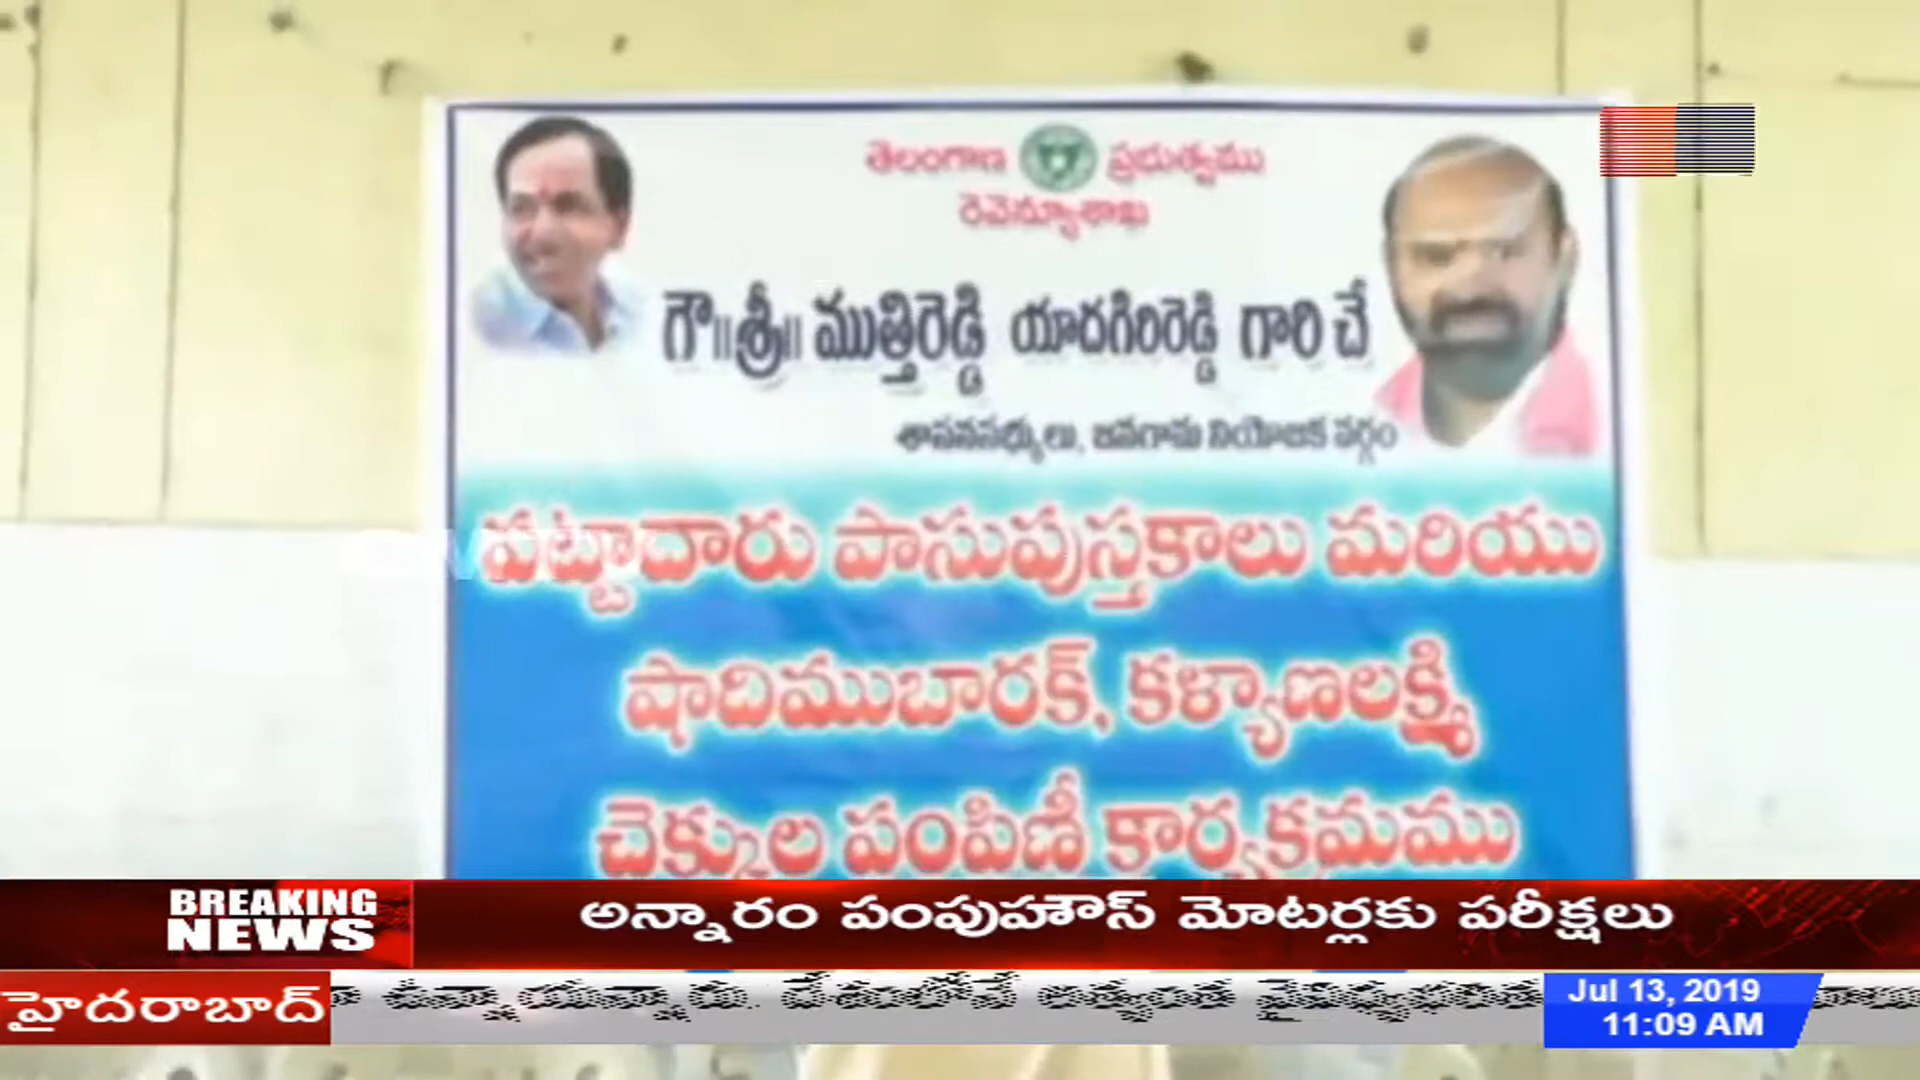 తెలంగాణ ప్రభుత్వము
రెవెన్యూశాఖ
గౌ||శ్రీ|| ముత్తిరెడ్డి యాదగిరిరెడ్డి గారి చే
శాసనసభ్యులు, జనగామ నియోజిక వర్గం
పట్టాదారు పాసుపుస్తకాలు మరియు
షాదిముబారక్, కళ్యాణలక్ష్మి
చెక్కుల పంపిణీ కార్యక్రమము
BREAKING NEWS
అన్నారం పంపుహౌస్ మోటర్లకు పరీక్షలు
హైదరాబాద్
Jul 13, 2019
11:09 AM